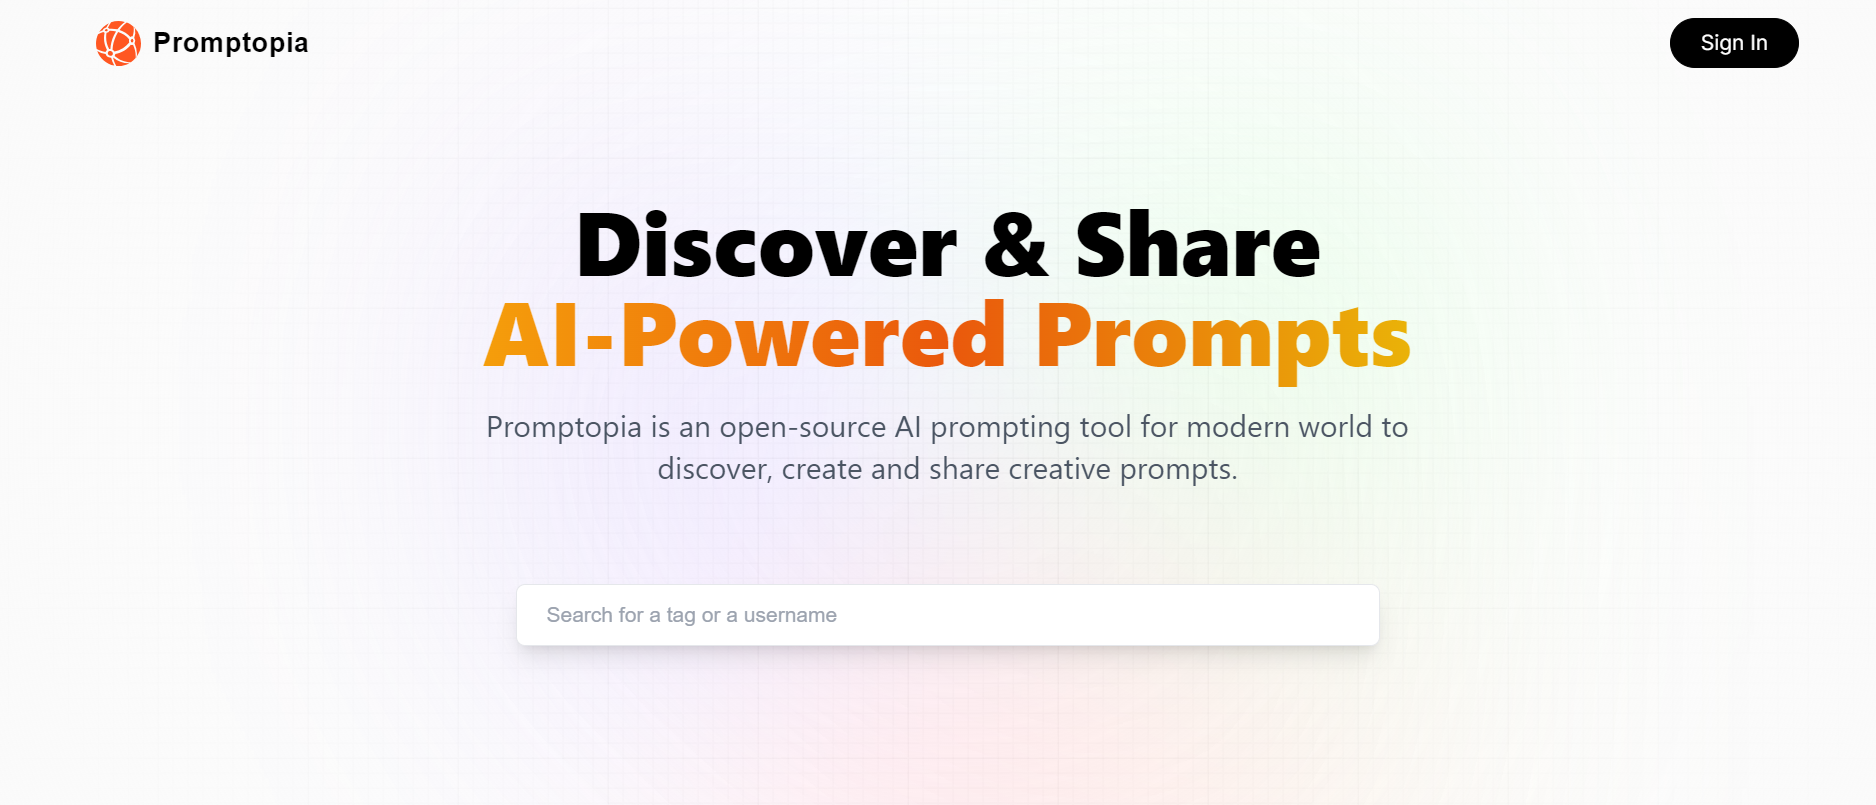 Promptopia
Sign In
Discover & Share
AI-Powered Prompts
Promptopia is an open-source AI prompting tool for modern world to
discover, create and share creative prompts.
Search for a tag or a username